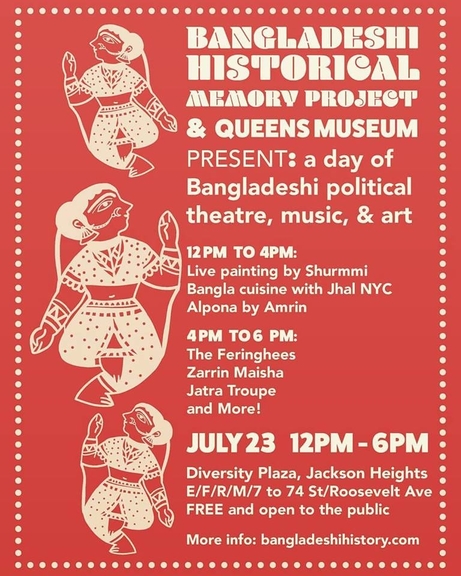 BANGLADESHI
HISTORICAL
MEMORY PROJECT
& QUEENS MUSEUM
PRESENT: a day of
Bangladeshi political
theatre, music, & art
12PM TO 4PM:
Live painting by Shurmmi
Bangla cuisine with Jhal NYC
Alpona by Amrin
4PM TO 6 PM:
The Feringhees
Zarrin Maisha
Jatra Troupe
and More!
JULY 23 12PM - 6PM
Diversity Plaza, Jackson Heights
E/F/R/M/7 to 74 St/Roosevelt Ave
FREE and open to the public
More info: bangladeshihistory.com